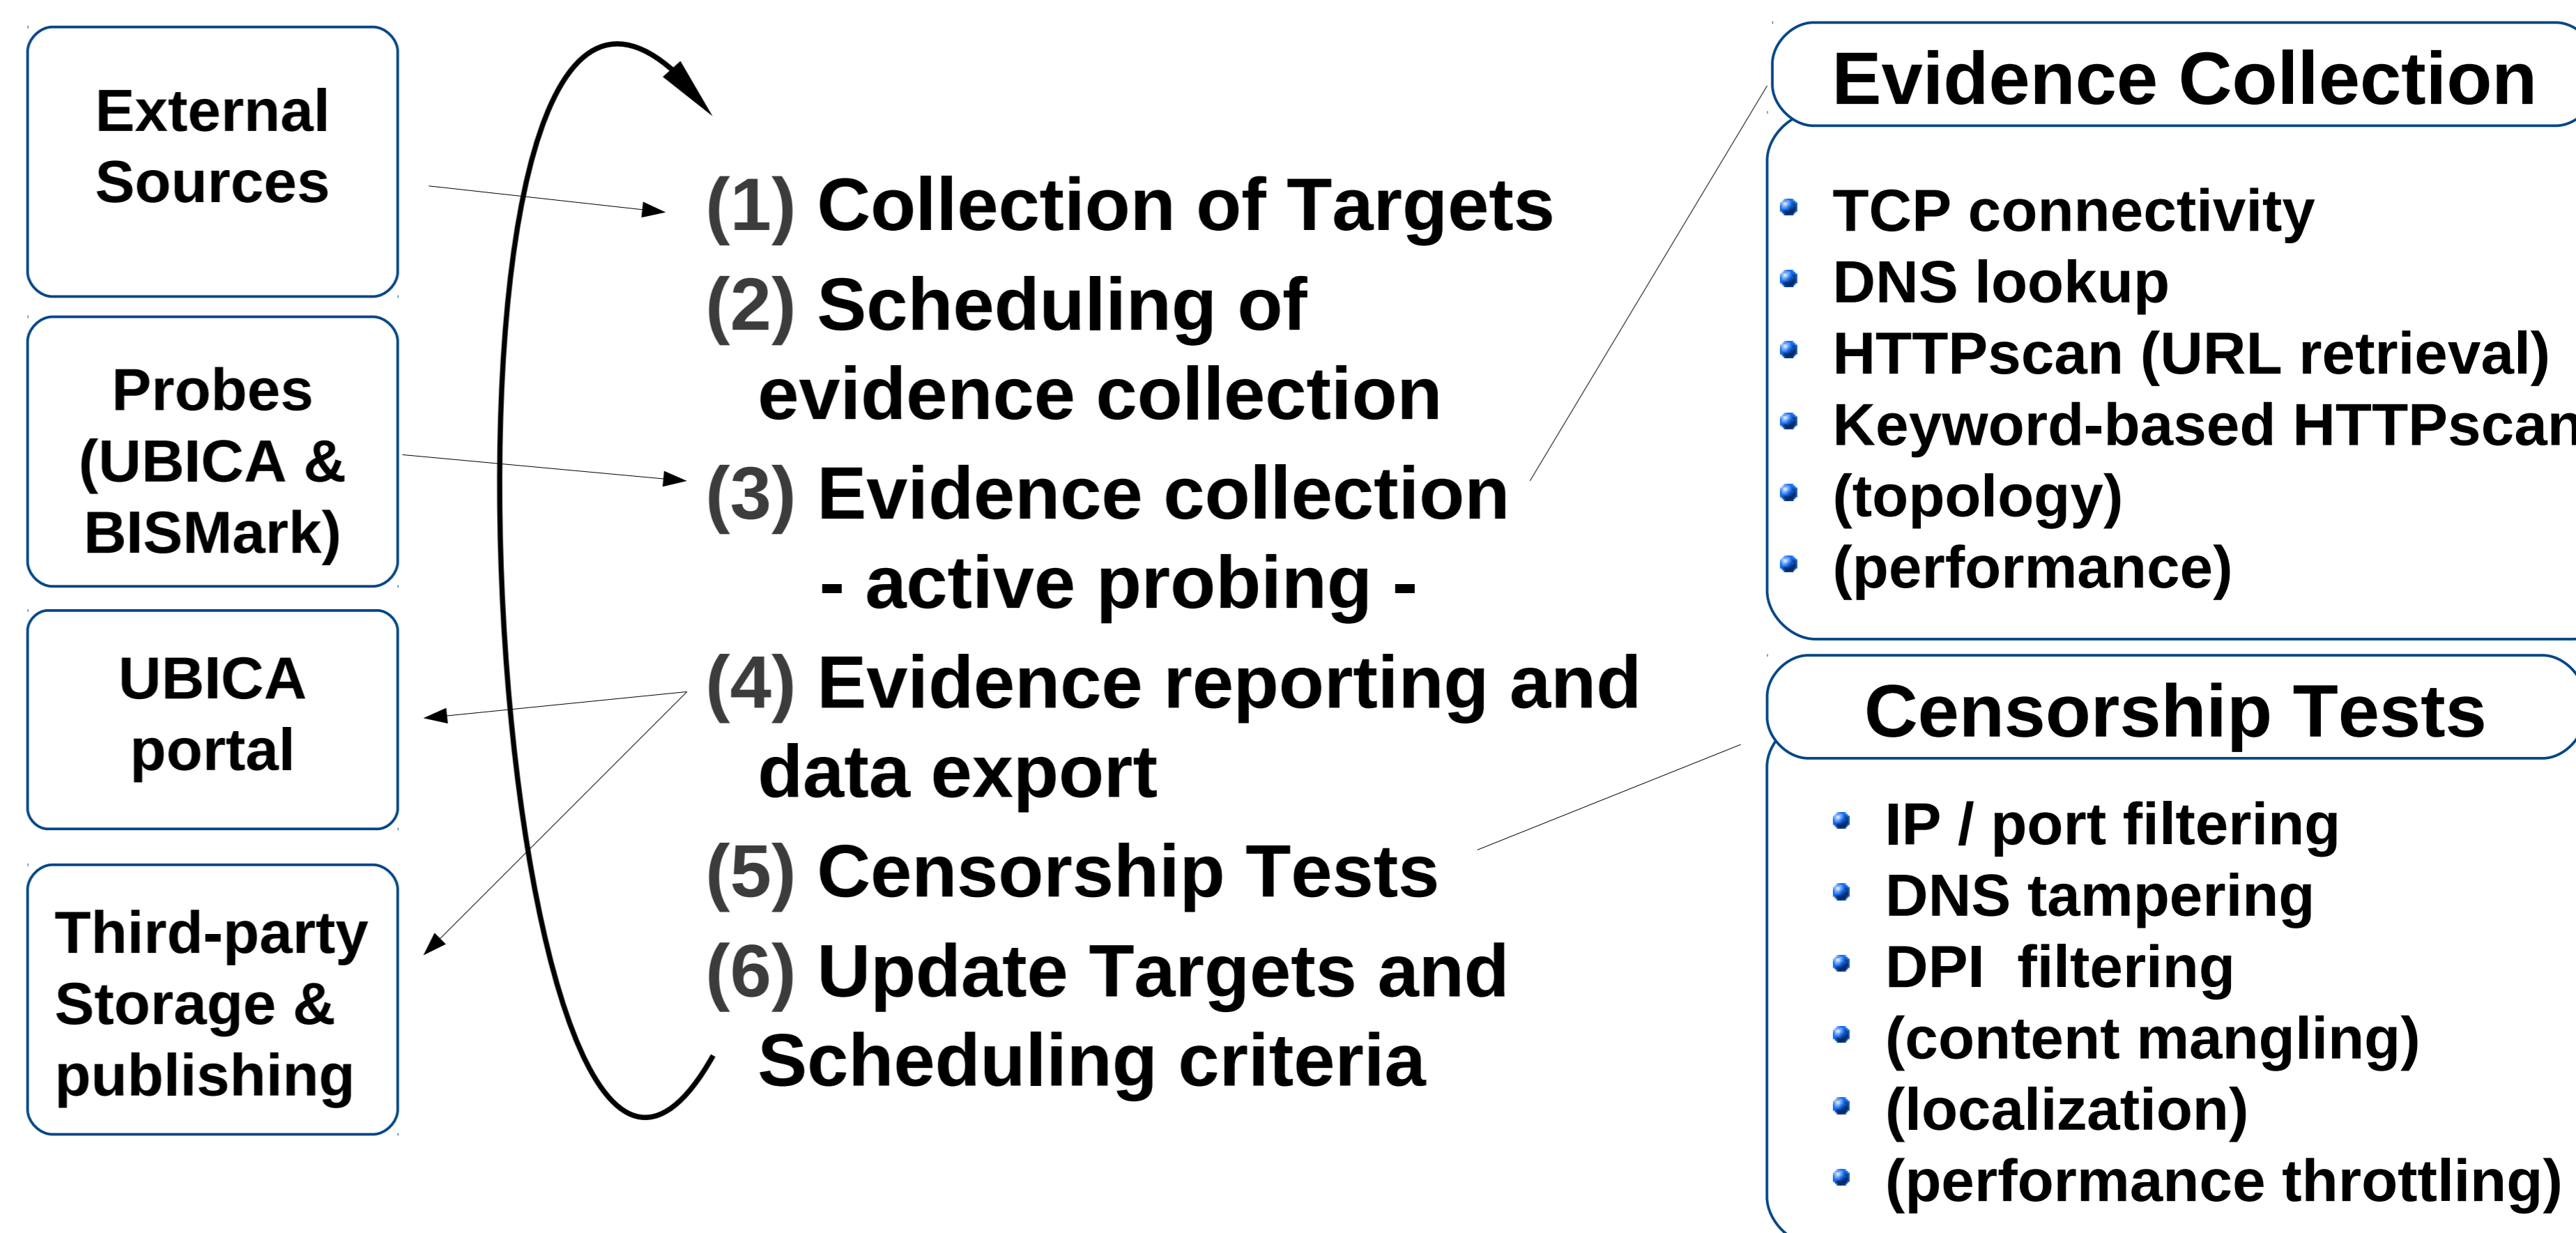 External
Sources
Probes
(UBICA &
BISMark)
UBICA
portal
Third-party
Storage &
publishing
(1) Collection of Targets
(2) Scheduling of
evidence collection
(3) Evidence collection
- active probing -
(4) Evidence reporting and
data export
(5) Censorship Tests
(6) Update Targets and
Scheduling criteria
Evidence Collection
TCP connectivity
DNS lookup
HTTPscan (URL retrieval)
Keyword-based HTTPscan
(topology)
(performance)
Censorship Tests
IP / port filtering
DNS tampering
DPI  filtering
(content mangling)
(localization)
(performance throttling)